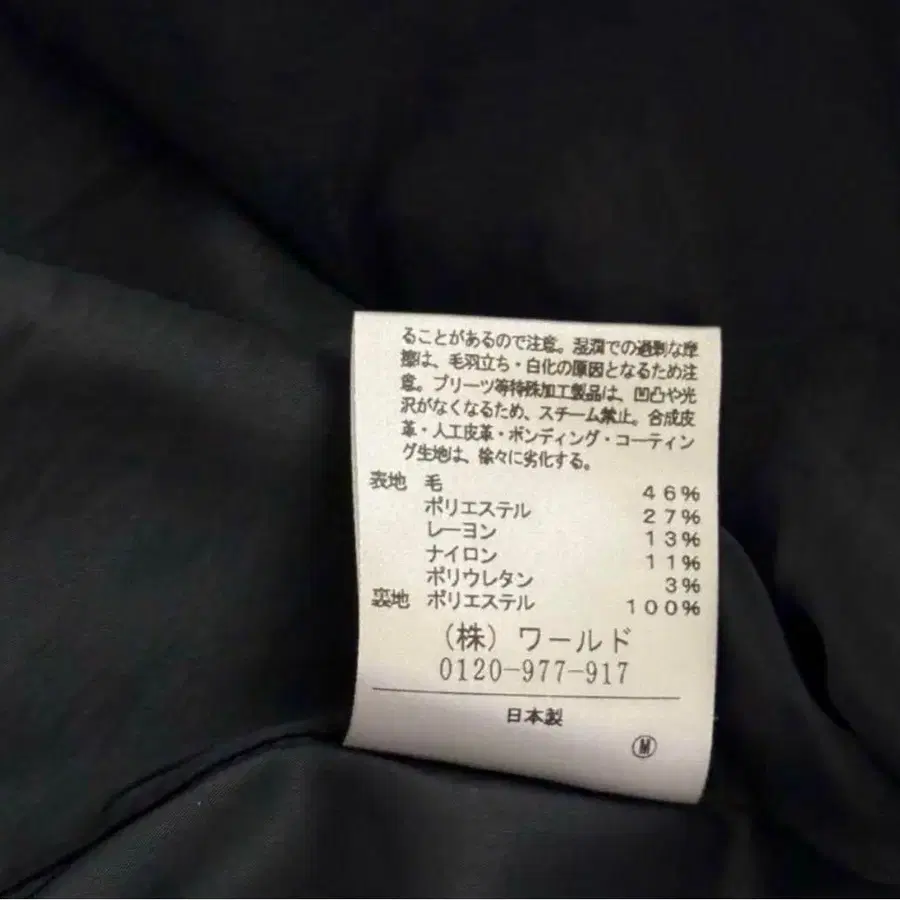 ることがあるので注意。湿潤での過剰な摩
擦は、毛羽立ち・白化の原因となるため注
意。プリーツ等特殊加工製品は、凹凸や光
沢がなくなるため、スチーム禁止。合成皮
革・人工皮革・ボンディング・コーティン
グ生地は、徐々に劣化する。
表地 毛 46%
ポリエステル 27%
レーヨン 13%
ナイロン 11%
ポリウレタン 3%
裏地 ポリエステル 100%
(株)ワールド
0120-977-917
日本製
Ⓜ